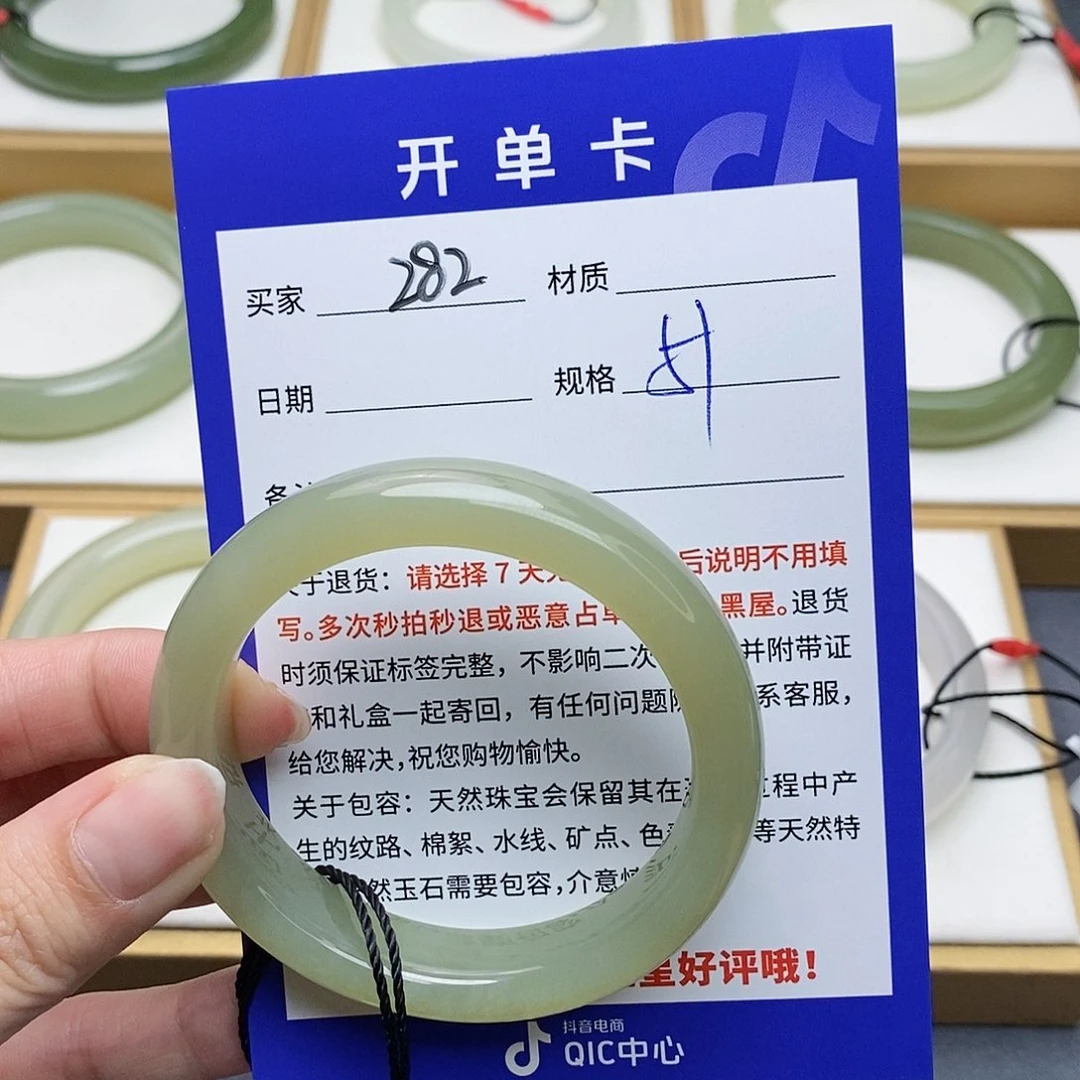 开单卡
买家 282 材质
日期 规格
于退货：请选择7天 后说明不用填
写。多次秒拍秒退或恶意占单 黑屋。退货
时须保证标签完整，不影响二次 并附带证
和礼盒一起寄回，有任何问题 系客服，
给您解决，祝您购物愉快。
关于包容：天然珠宝会保留其在 过程中产
生的纹路、棉絮、水线、矿点、色 等天然特
然玉石需要包容，介意
星好评哦！
抖音电商
QIC中心